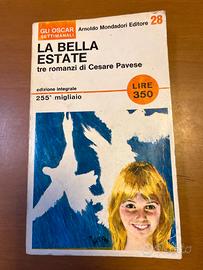 GLI OSCAR
SETTIMANALI
Arnoldo Mondadori Editore
28
LA BELLA
ESTATE
tre romanzi di Cesare Pavese
edizione integrale
255° migliaio
LIRE
350